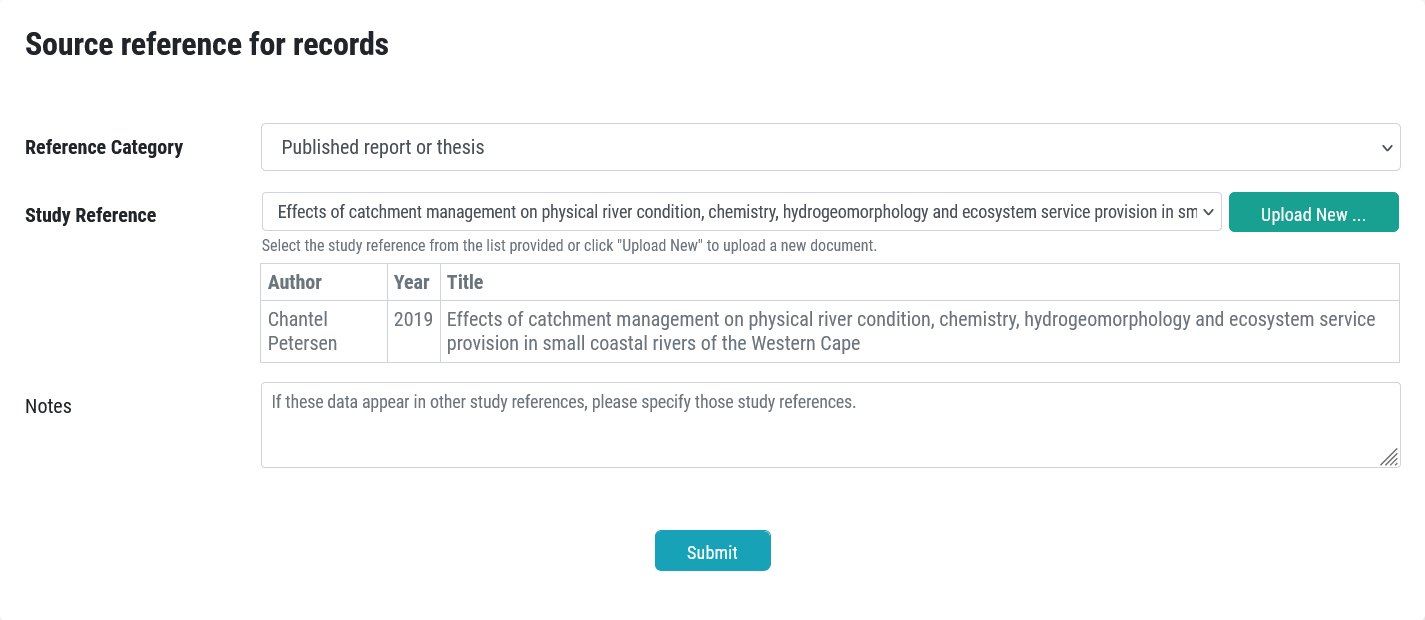 Source reference for records
Reference Category
Published report or thesis
Study Reference
Effects of catchment management on physical river condition, chemistry, hydrogeomorphology and ecosystem service provision in sm
Upload New ...
Select the study reference from the list provided or click "Upload New" to upload a new document.
Author Year Title
Chantel Petersen 2019 Effects of catchment management on physical river condition, chemistry, hydrogeomorphology and ecosystem service
provision in small coastal rivers of the Western Cape
Notes
If these data appear in other study references, please specify those study references.
Submit